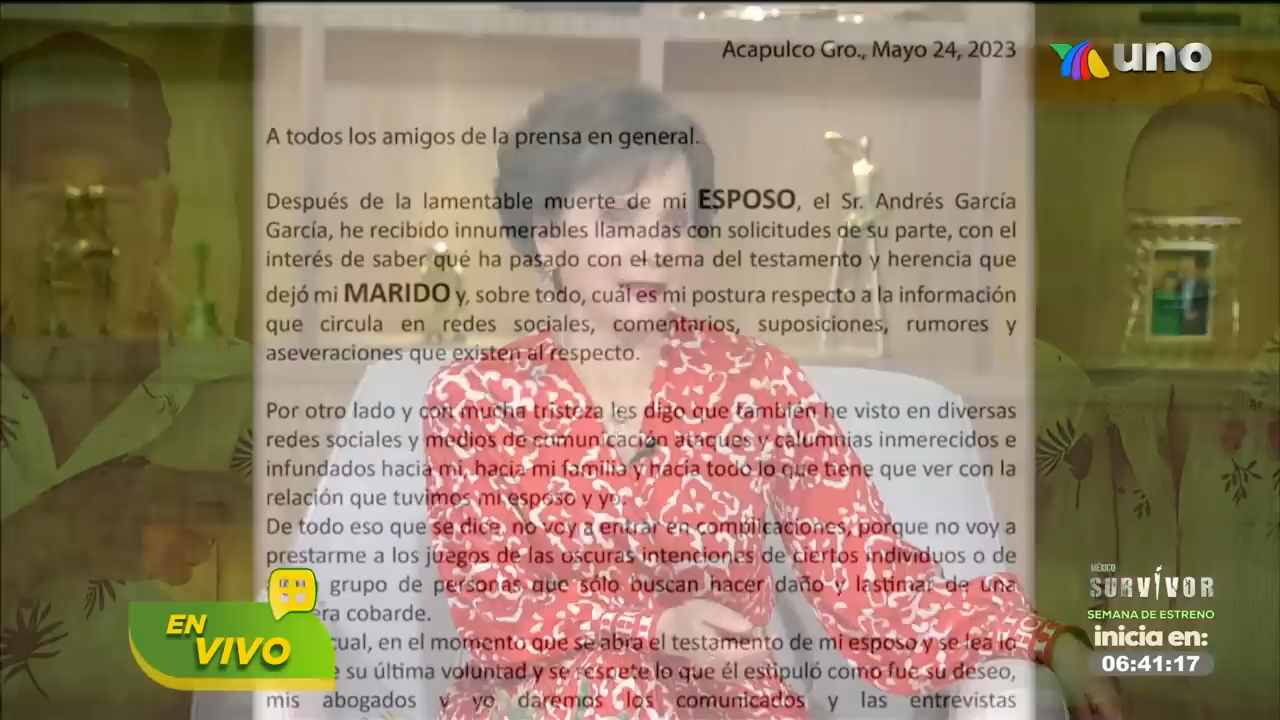 Acapulco Gro., Mayo 24, 2023
uno
A todos los amigos de la prensa en general.
Después de la lamentable muerte de mi ESPOSO, el Sr. Andrés García
García, he recibido innumerables llamadas con solicitudes de su parte, con el
interés de saber qué ha pasado con el tema del testamento y herencia que
dejó mi MARIDO y, sobre todo, cuál es mi postura respecto a la información
que circula en redes sociales, comentarios, suposiciones, rumores y
aseveraciones que existen al respecto.
Por otro lado y con mucha tristeza les digo que también he visto en diversas
redes sociales y medios de comunicación ataques y calumnias inmerecidos e
infundados hacia mi, hacia mi familia y hacia todo lo que tiene que ver con la
relación que tuvimos mi esposo y yo.
De todo eso que se dice, no voy a entrar en complicaciones, porque no voy a
prestarme a los juegos de las oscuras intenciones de ciertos individuos o de
grupo de personas que sólo buscan hacer daño y lastimar de una
era cobarde.
cual, en el momento que se abra el testamento de mi esposo y se lea lo
e su última voluntad y se respete lo que él estipuló como fue su deseo,
mis abogados y yo daremos los comunicados y las entrevistas
EN
VIVO
MÉXICO
SURVIVOR
SEMANA DE ESTRENO
inicia en:
06:41:17